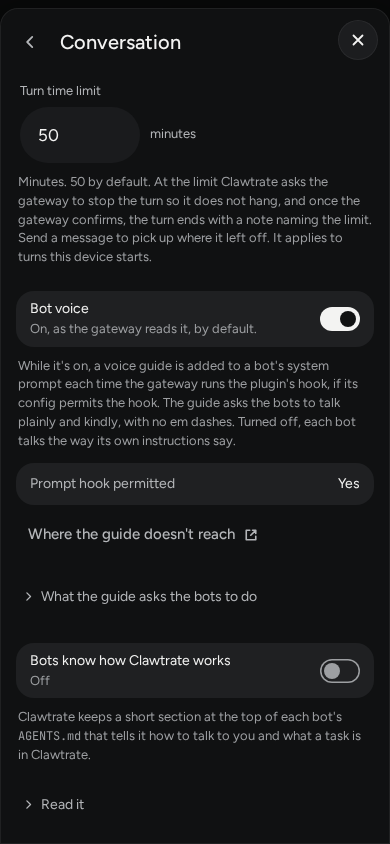 Conversation
Turn time limit
50
minutes
Minutes. 50 by default. At the limit Clawtrate asks the
gateway to stop the turn so it does not hang, and once the
gateway confirms, the turn ends with a note naming the limit.
Send a message to pick up where it left off. It applies to
turns this device starts.
Bot voice
On, as the gateway reads it, by default.
While it's on, a voice guide is added to a bot's system
prompt each time the gateway runs the plugin's hook, if its
config permits the hook. The guide asks the bots to talk
plainly and kindly, with no em dashes. Turned off, each bot
talks the way its own instructions say.
Prompt hook permitted
Yes
Where the guide doesn't reach
What the guide asks the bots to do
Bots know how Clawtrate works
Off
Clawtrate keeps a short section at the top of each bot's
AGENTS.md that tells it how to talk to you and what a task is
in Clawtrate.
Read it